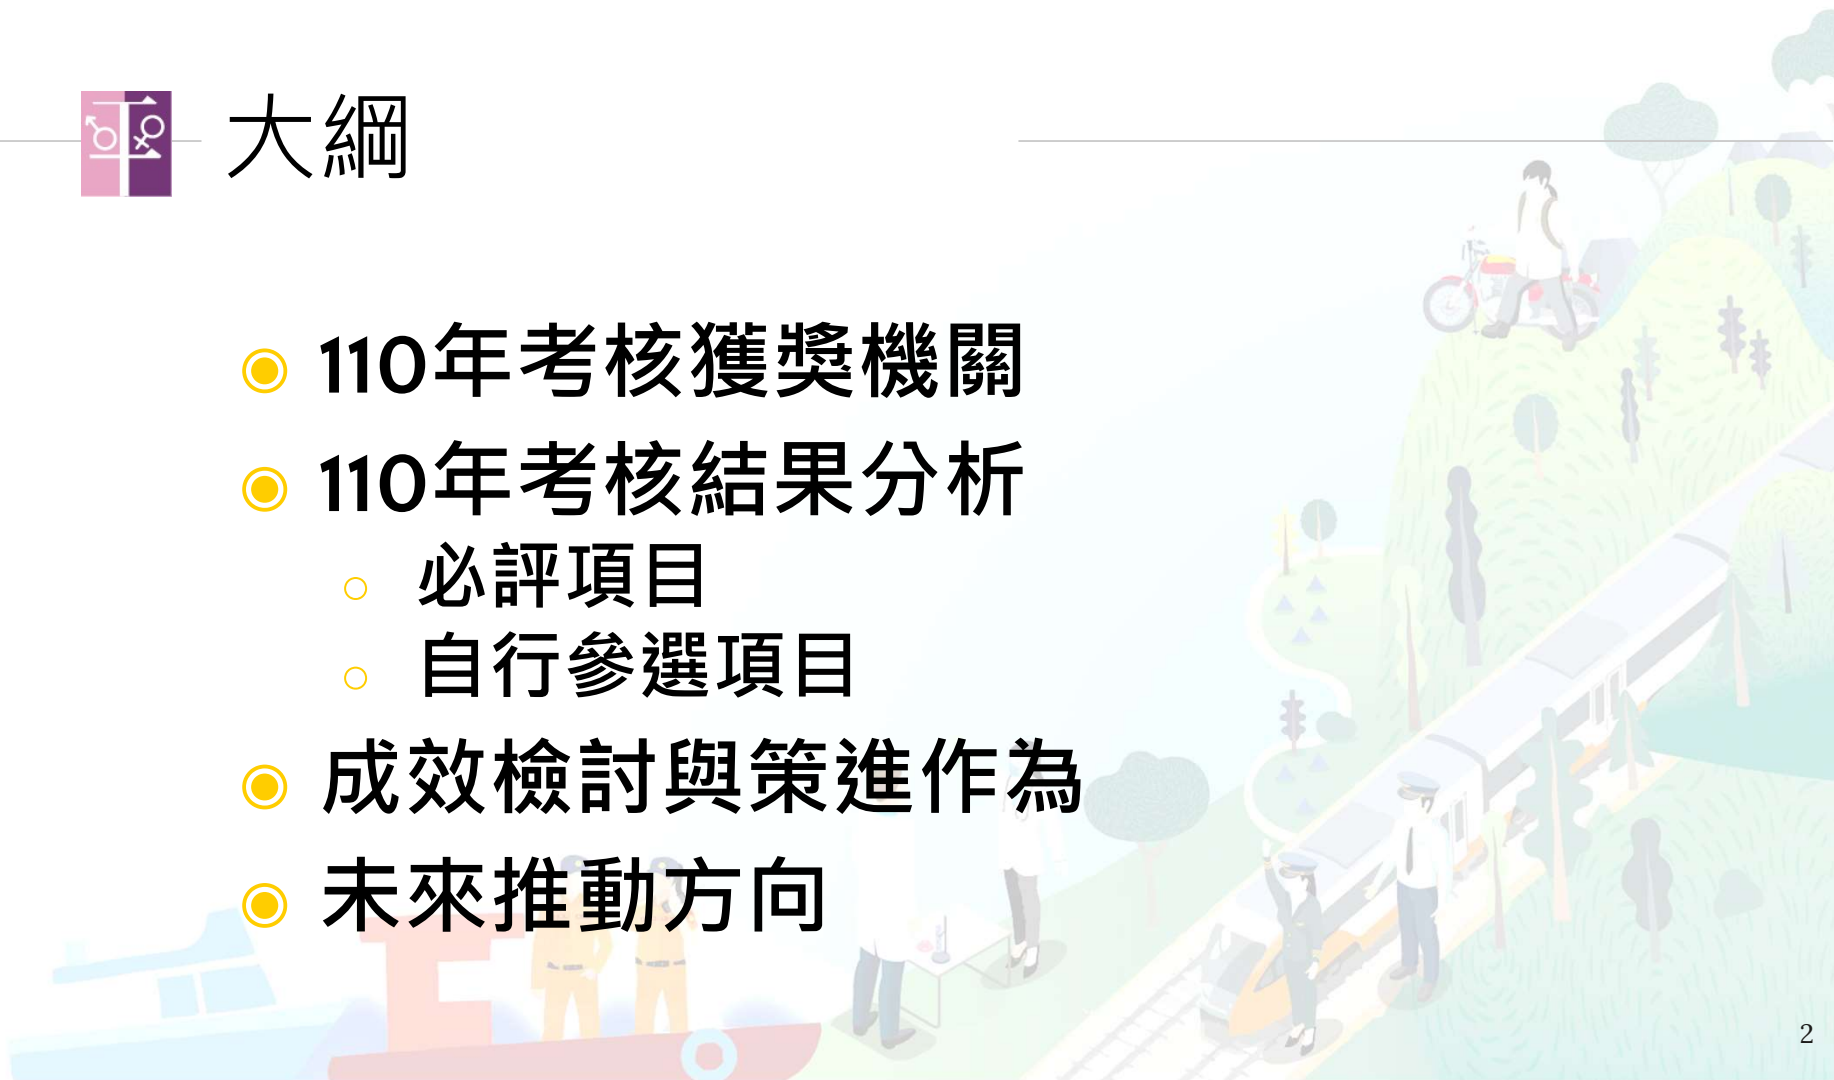 平
大綱
110年考核獲獎機關
110年考核結果分析
必評項目
自行參選項目
成效檢討與策進作為
未來推動方向
2